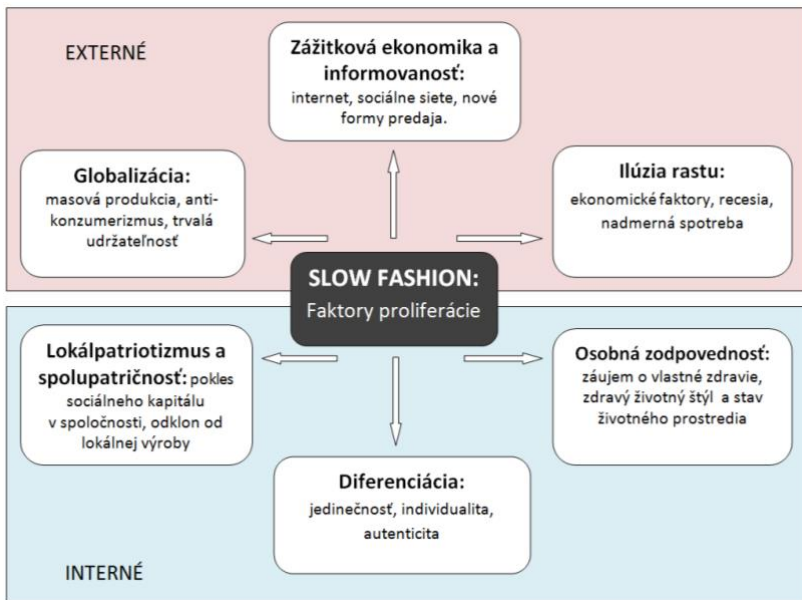 EXTERNÉ
Zážitková ekonomika a
informovanosť:
internet, sociálne siete, nové
formy predaja.
Globalizácia:
masová produkcia, anti-
konzumerizmus, trvalá
udržateľnosť
Ilúzia rastu:
ekonomické faktory, recesia,
nadmerná spotreba
SLOW FASHION:
Faktory proliferácie
Lokálpatriotizmus a
spolupatričnosť: pokles
sociálneho kapitálu
v spoločnosti, odklon od
lokálnej výroby
Osobná zodpovednosť:
záujem o vlastné zdravie,
zdravý životný štýl a stav
životného prostredia
Diferenciácia:
jedinečnosť, individualita,
autenticita
INTERNÉ